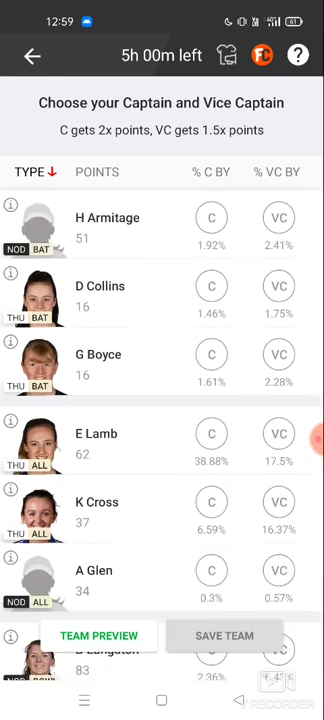 12:59
61
5h 00m left
FC
?
Choose your Captain and Vice Captain
C gets 2x points, VC gets 1.5x points
TYPE POINTS % C BY % VC BY
H Armitage
51
NOD BAT
C VC
1.92% 2.41%
D Collins
16
THU BAT
C VC
1.46% 1.75%
G Boyce
16
THU BAT
C VC
1.61% 2.28%
E Lamb
62
THU ALL
C VC
38.88% 17.5%
K Cross
37
THU ALL
C VC
6.59% 16.37%
A Glen
34
NOD ALL
C VC
0.3% 0.57%
TEAM PREVIEW SAVE TEAM
83
2.36%
RECORDER